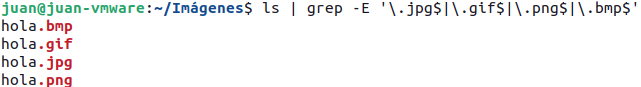 juan@juan-vmware:~/Imágenes$ ls | grep -E '\.jpg$|\.gif$|\.png$|\.bmp$'
hola.bmp
hola.gif
hola.jpg
hola.png